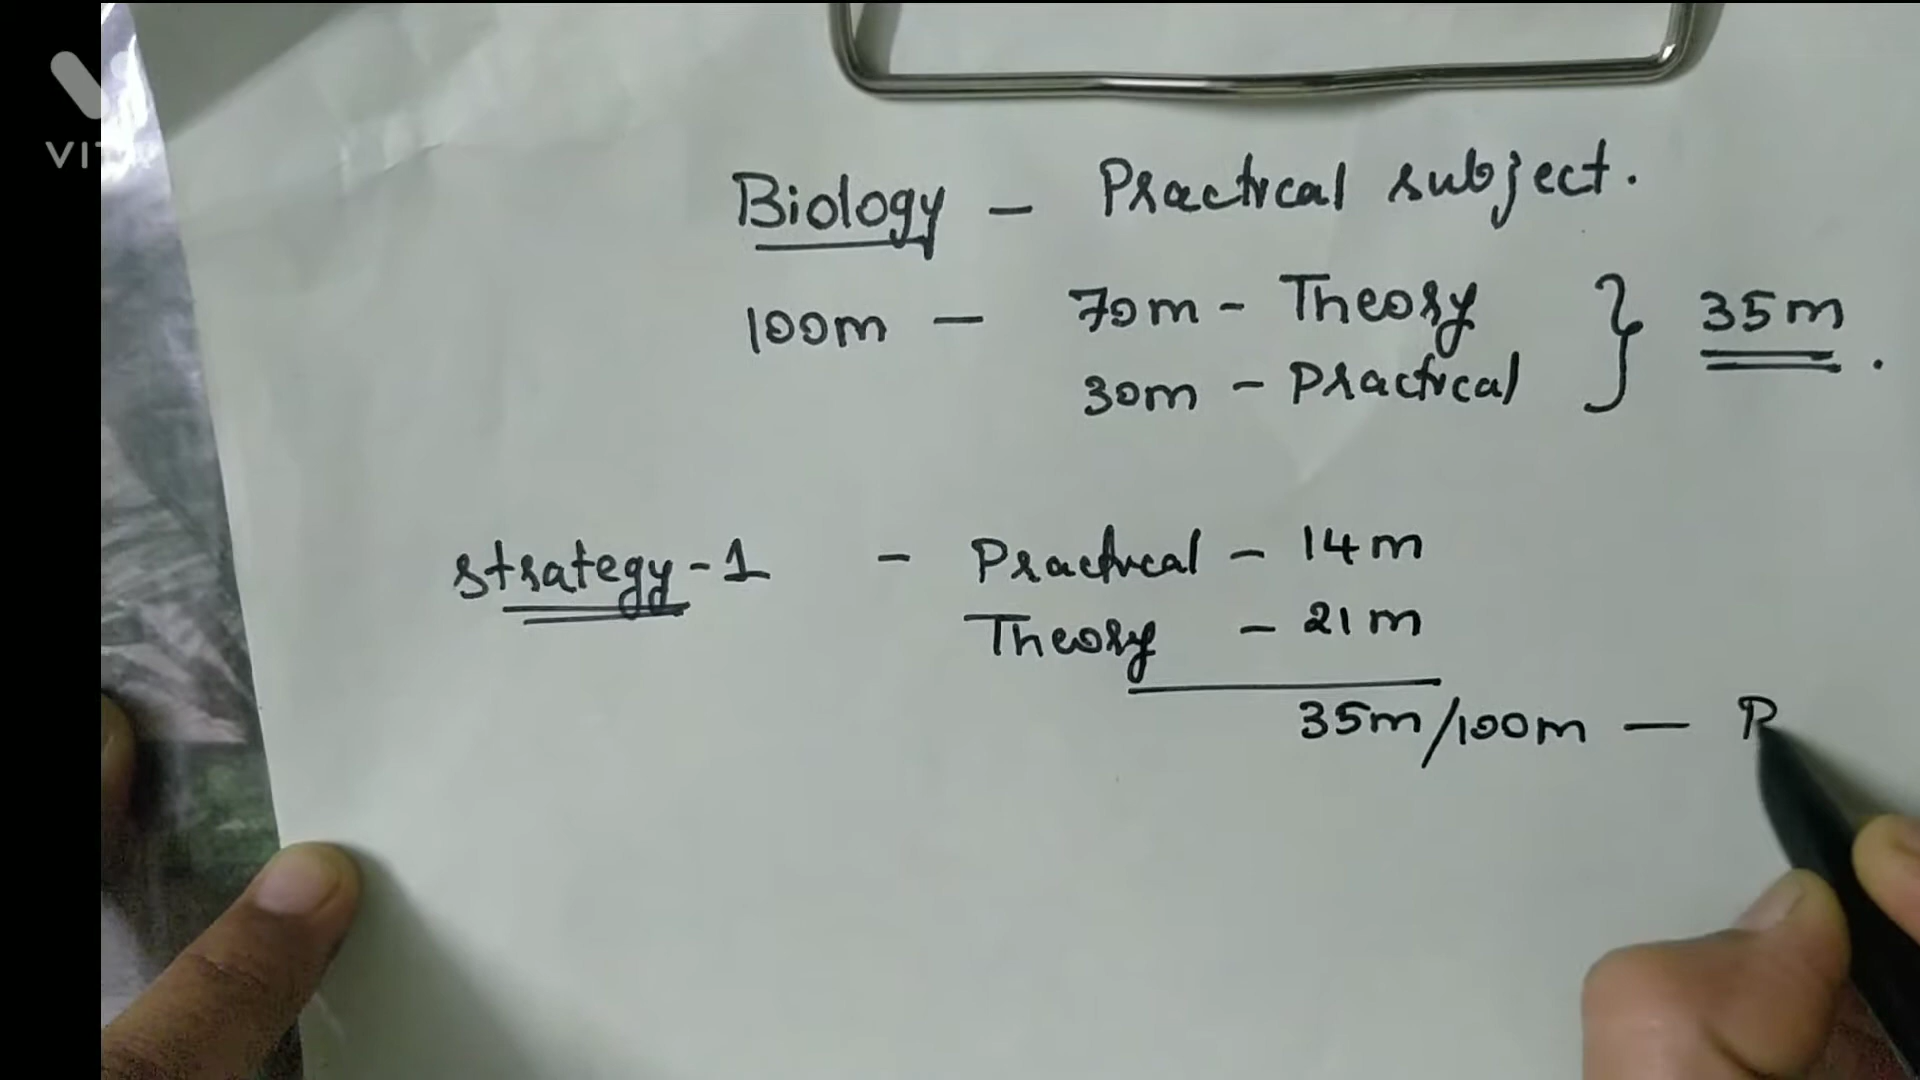 Biology - Practical subject.
100m - 70m - Theory } 35m.
30m - Practical
strategy-1 - Practical - 14m
Theory - 21m
35m/100m - P